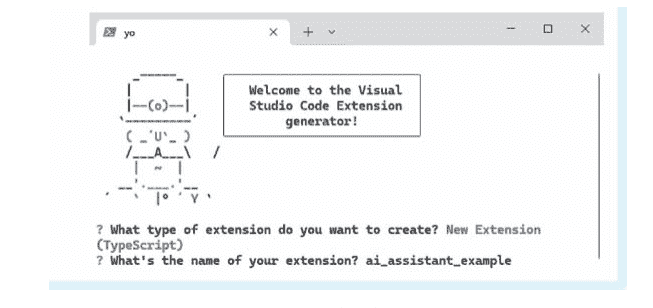 yo
Welcome to the Visual
Studio Code Extension
generator!
? What type of extension do you want to create? New Extension
(TypeScript)
? What's the name of your extension? ai_assistant_example